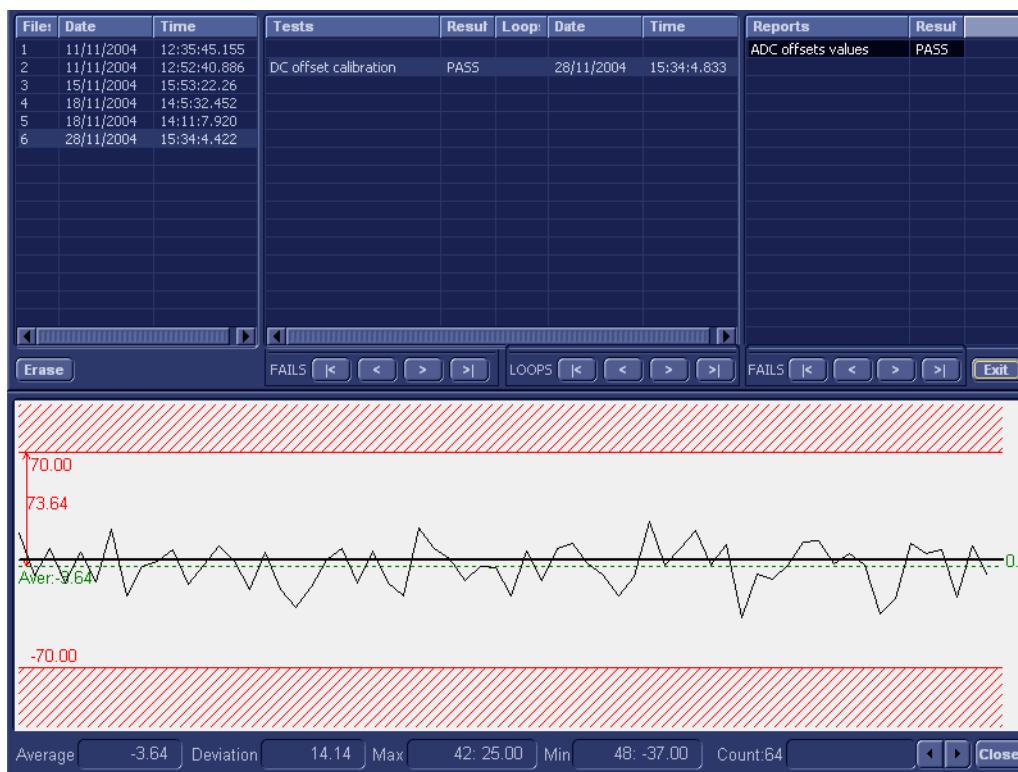 File: Date Time
1 11/11/2004 12:35:45.155
2 11/11/2004 12:52:40.886
3 15/11/2004 15:53:22.26
4 18/11/2004 14:5:32.452
5 18/11/2004 14:11:7.920
6 28/11/2004 15:34:4.422
Erase
Tests Resul Loop: Date Time
DC offset calibration PASS 28/11/2004 15:34:4.833
FAILS |< < > >| LOOPS |< < > >|
Reports Resul
ADC offsets values PASS
FAILS |< < > >| Exit
70.00
73.64
0.
Aver:-3.64
-70.00
Average -3.64 Deviation 14.14 Max 42: 25.00 Min 48: -37.00 Count:64 Close